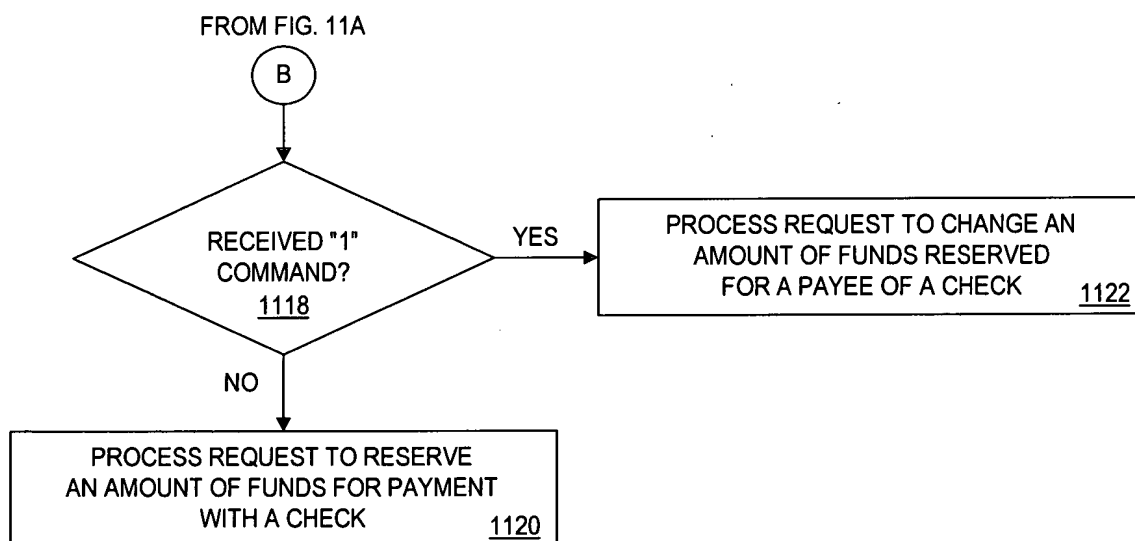 FROM FIG. 11A
B
RECEIVED "1"
COMMAND?
1118
YES
PROCESS REQUEST TO CHANGE AN
AMOUNT OF FUNDS RESERVED
FOR A PAYEE OF A CHECK
1122
NO
PROCESS REQUEST TO RESERVE
AN AMOUNT OF FUNDS FOR PAYMENT
WITH A CHECK
1120